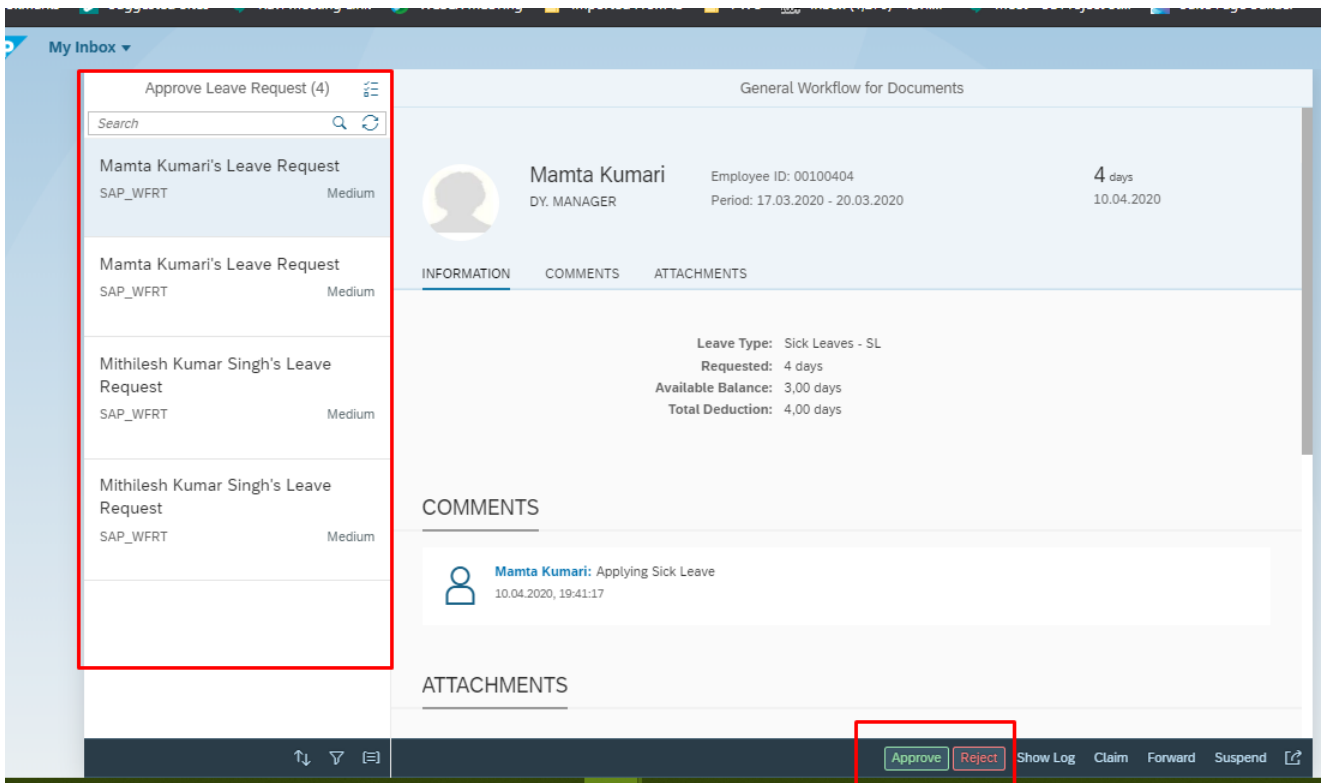 My Inbox
Approve Leave Request (4)
General Workflow for Documents
Search
Mamta Kumari's Leave Request
SAP_WFRT Medium
Mamta Kumari's Leave Request
SAP_WFRT Medium
Mithilesh Kumar Singh's Leave
Request
SAP_WFRT Medium
Mithilesh Kumar Singh's Leave
Request
SAP_WFRT Medium
Mamta Kumari
DY. MANAGER
Employee ID: 00100404
Period: 17.03.2020 - 20.03.2020
4 days
10.04.2020
INFORMATION COMMENTS ATTACHMENTS
Leave Type: Sick Leaves - SL
Requested: 4 days
Available Balance: 3,00 days
Total Deduction: 4,00 days
COMMENTS
Mamta Kumari: Applying Sick Leave
10.04.2020, 19:41:17
ATTACHMENTS
Approve Reject Show Log Claim Forward Suspend